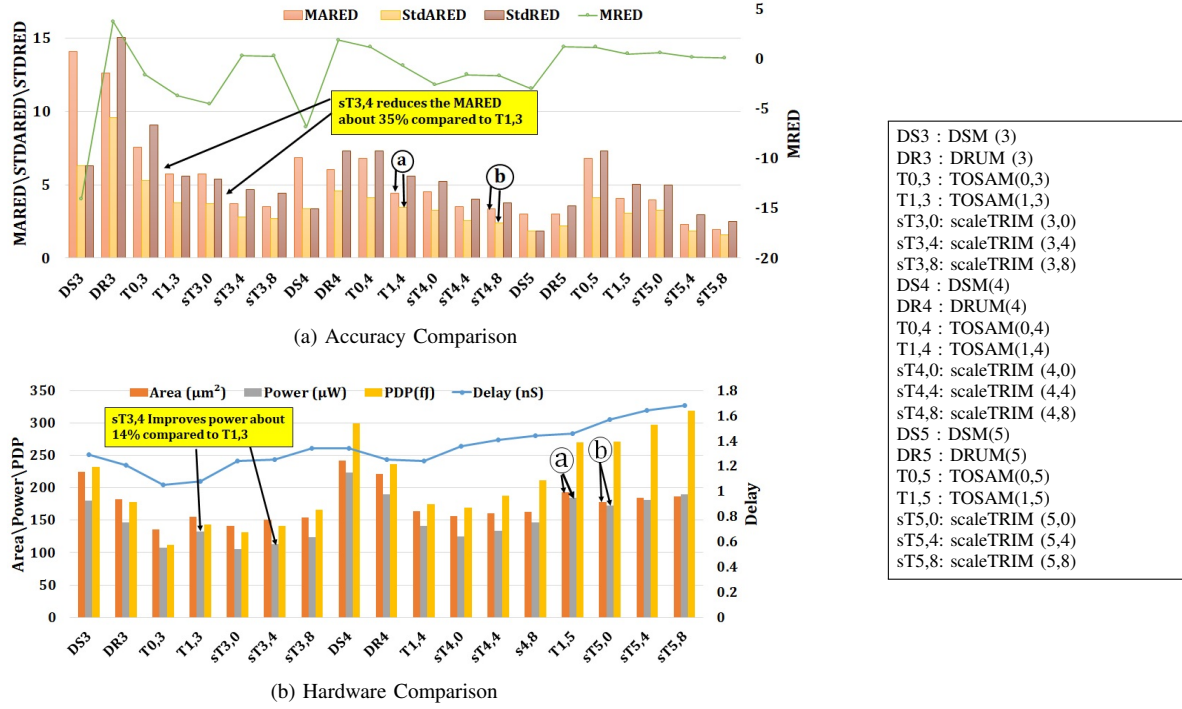 MARED StdARED StdRED MRED
MARED\STDARED\STDRED
15
10
5
0
5
0
-5
-10
-15
-20
MRED
sT3,4 reduces the MARED
about 35% compared to T1,3
a
b
DS3 DR3 T0,3 T1,3 sT3,0 sT3,4 sT3,8 DS4 DR4 T0,4 T1,4 sT4,0 sT4,4 sT4,8 DS5 DR5 T0,5 T1,5 sT5,0 sT5,4 sT5,8
(a) Accuracy Comparison
Area (µm²) Power (µW) PDP(fJ) Delay (nS)
Area\Power\PDP
350
300
250
200
150
100
50
0
1.8
1.6
1.4
1.2
1
0.8
0.6
0.4
0.2
0
Delay
sT3,4 Improves power about
14% compared to T1,3
a
b
DS3 DR3 T0,3 T1,3 sT3,0 sT3,4 sT3,8 DS4 DR4 T1,4 sT4,0 sT4,4 s4,8 T1,5 sT5,0 sT5,4 sT5,8
(b) Hardware Comparison
DS3 : DSM (3)
DR3 : DRUM (3)
T0,3 : TOSAM(0,3)
T1,3 : TOSAM(1,3)
sT3,0: scaleTRIM (3,0)
sT3,4: scaleTRIM (3,4)
sT3,8: scaleTRIM (3,8)
DS4 : DSM(4)
DR4 : DRUM(4)
T0,4 : TOSAM(0,4)
T1,4 : TOSAM(1,4)
sT4,0: scaleTRIM (4,0)
sT4,4: scaleTRIM (4,4)
sT4,8: scaleTRIM (4,8)
DS5 : DSM(5)
DR5 : DRUM(5)
T0,5 : TOSAM(0,5)
T1,5 : TOSAM(1,5)
sT5,0: scaleTRIM (5,0)
sT5,4: scaleTRIM (5,4)
sT5,8: scaleTRIM (5,8)